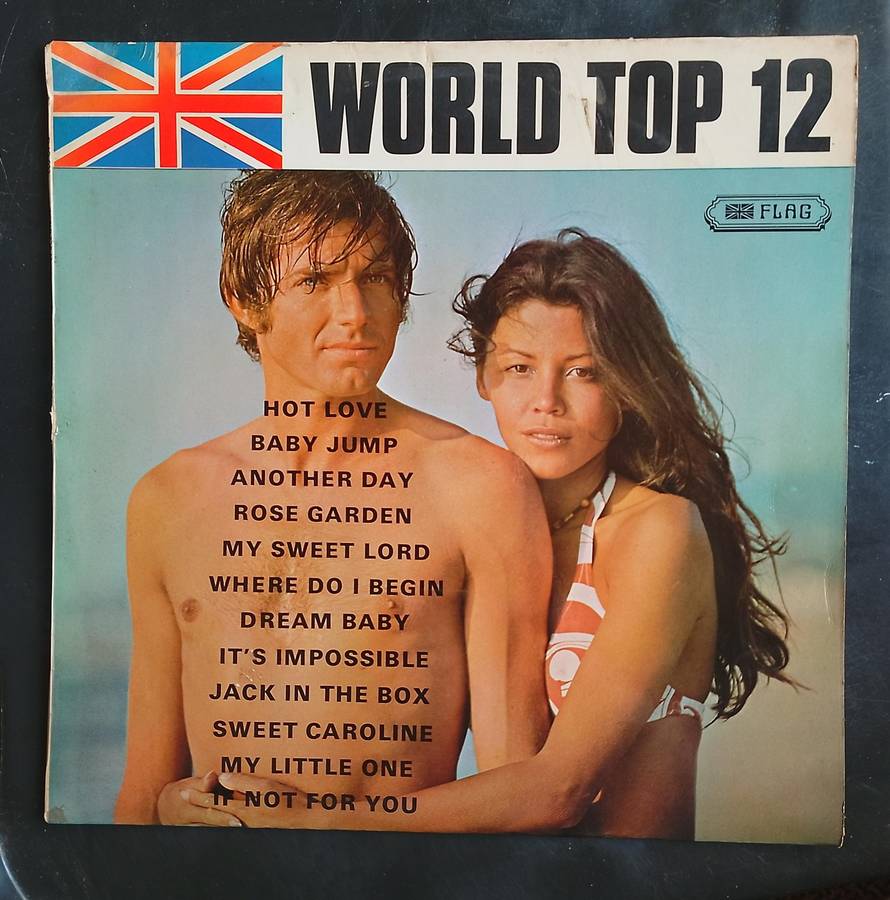 WORLD TOP 12
FLAG
HOT LOVE
BABY JUMP
ANOTHER DAY
ROSE GARDEN
MY SWEET LORD
WHERE DO I BEGIN
DREAM BABY
IT'S IMPOSSIBLE
JACK IN THE BOX
SWEET CAROLINE
MY LITTLE ONE
IF NOT FOR YOU